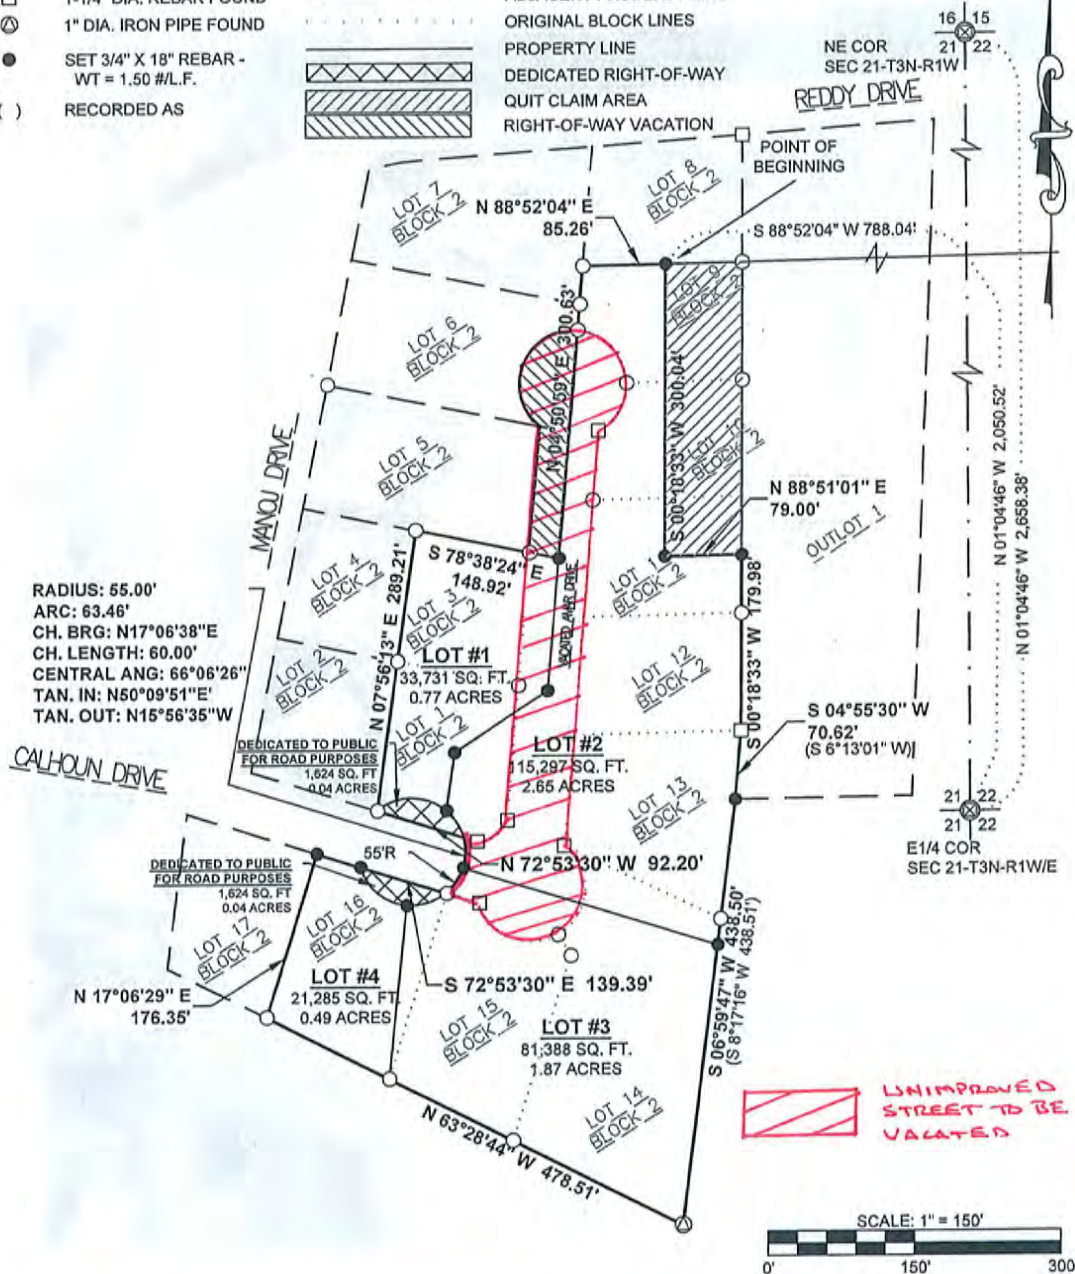 1" DIA. IRON PIPE FOUND
SET 3/4" X 18" REBAR -
WT = 1.50 #/L.F.
( ) RECORDED AS
ORIGINAL BLOCK LINES
PROPERTY LINE
DEDICATED RIGHT-OF-WAY
QUIT CLAIM AREA
RIGHT-OF-WAY VACATION
16 15
21 22
NE COR
SEC 21-T3N-R1W
REDDY DRIVE
POINT OF
BEGINNING
LOT 7
BLOCK 2
LOT 8
BLOCK 2
N 88°52'04" E
85.26'
S 88°52'04" W 788.04'
LOT 9
BLOCK 2
LOT 6
BLOCK 2
N 04°50'59" E 300.63'
S 00°18'33" W 300.04'
LOT 10
BLOCK 2
N 01°04'46" W 2,050.52'
N 01°04'46" W 2,658.38'
MANOJ DRIVE
LOT 5
BLOCK 2
N 88°51'01" E
79.00'
OUTLOT 1
S 78°38'24" E
148.92'
LOT 4
BLOCK 2
N 07°56'13" E 289.21'
LOT 3
BLOCK 2
BLOCK 2
S 00°18'33" W 179.98'
RADIUS: 55.00'
ARC: 63.46'
CH. BRG: N17°06'38"E
CH. LENGTH: 60.00'
CENTRAL ANG: 66°06'26"
TAN. IN: N50°09'51"E'
TAN. OUT: N15°56'35"W
LOT 2
BLOCK 2
LOT #1
33,731 SQ. FT.
0.77 ACRES
LOT 12
BLOCK 2
LOT 1
BLOCK 2
S 04°55'30" W
70.62'
(S 6°13'01" W)
CALHOUN DRIVE
DEDICATED TO PUBLIC
FOR ROAD PURPOSES
1,624 SQ. FT
0.04 ACRES
LOT #2
115,297 SQ. FT.
2.65 ACRES
LOT 13
BLOCK 2
21 22
21 22
E1/4 COR
SEC 21-T3N-R1W/E
55'R
N 72°53'30" W 92.20'
DEDICATED TO PUBLIC
FOR ROAD PURPOSES
1,624 SQ. FT
0.04 ACRES
LOT 17
BLOCK 2
LOT 16
BLOCK 2
S 06°59'47" W 438.50'
(S 8°17'16" W 438.51')
N 17°06'29" E
176.35'
LOT #4
21,285 SQ. FT.
0.49 ACRES
S 72°53'30" E 139.39'
LOT 15
BLOCK 2
LOT #3
81,388 SQ. FT.
1.87 ACRES
LOT 14
BLOCK 2
N 63°28'44" W 478.51'
UNIMPROVED
STREET TO BE
VACATED
SCALE: 1" = 150'
0' 150' 300